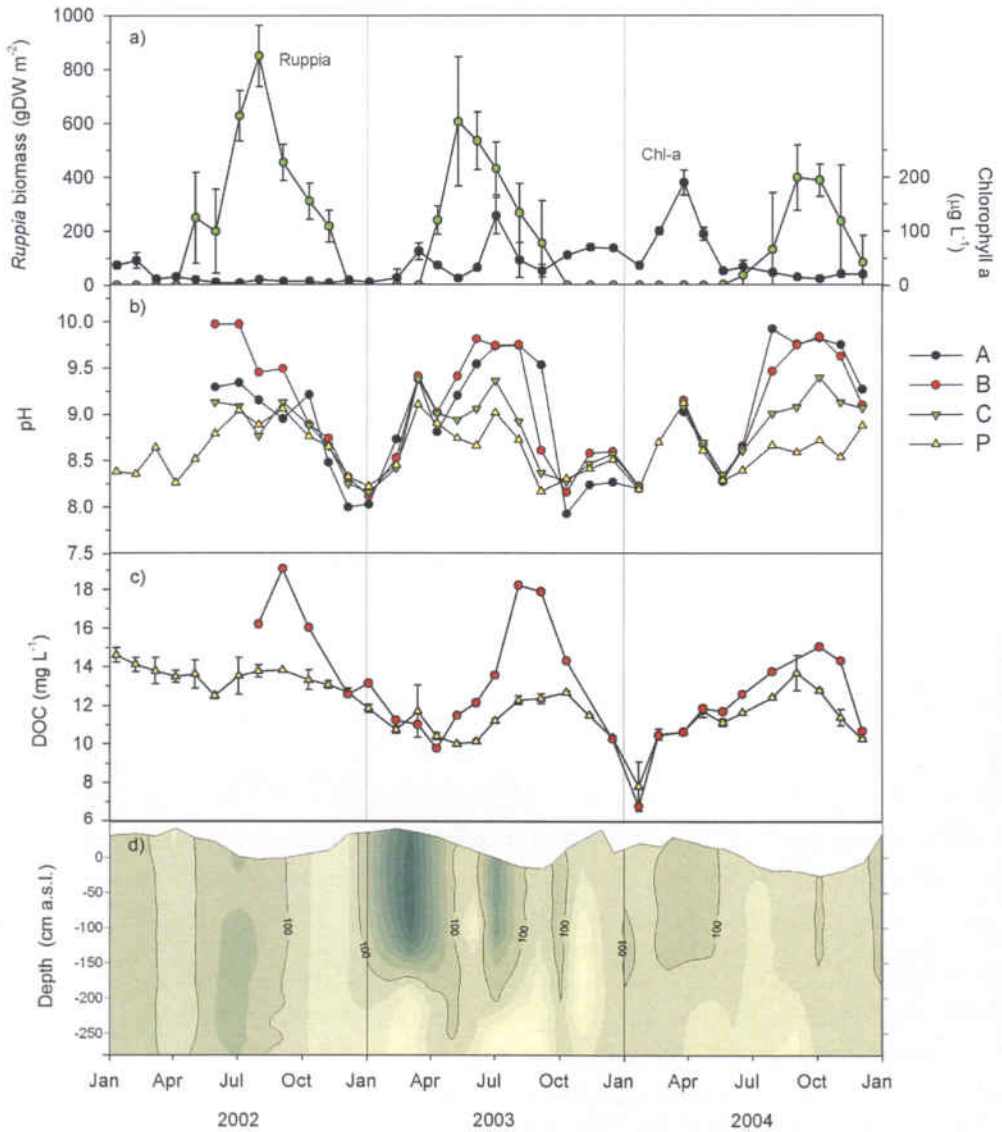 a)
Ruppia
Chl-a
1000
800
600
400
200
0
Ruppia biomass (gDW m-2)
200
100
0
Chlorophyll a
(µg L-1)
b)
10.0
9.5
9.0
8.5
8.0
7.5
pH
A
B
C
P
c)
18
16
14
12
10
8
6
DOC (mg L-1)
d)
0
-50
-100
-150
-200
-250
Depth (cm a.s.l.)
100
100
100
100
100
100
100
Jan Apr Jul Oct Jan Apr Jul Oct Jan Apr Jul Oct Jan
2002 2003 2004